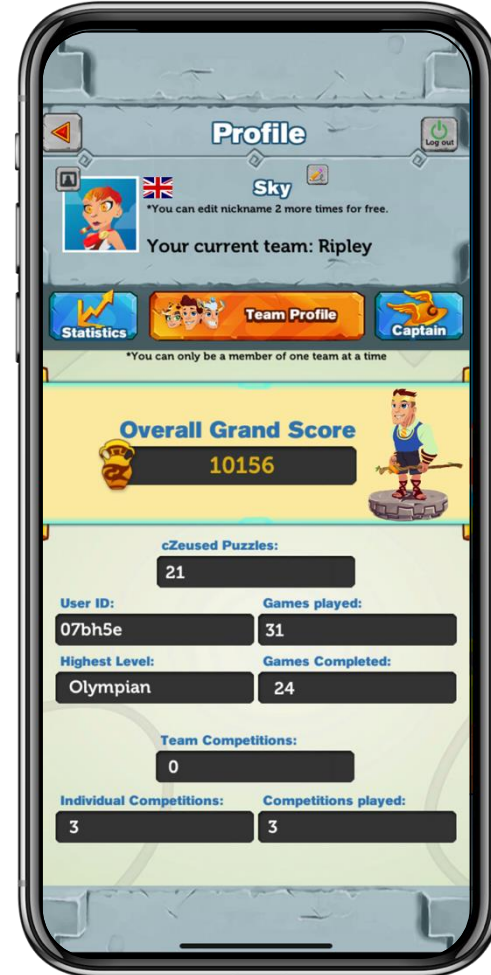 Profile
Log out
Sky
*You can edit nickname 2 more times for free.
Your current team: Ripley
Statistics
Team Profile
Captain
*You can only be a member of one team at a time
Overall Grand Score
10156
cZeused Puzzles:
21
User ID: Games played:
07bh5e 31
Highest Level: Games Completed:
Olympian 24
Team Competitions:
0
Individual Competitions: Competitions played:
3 3